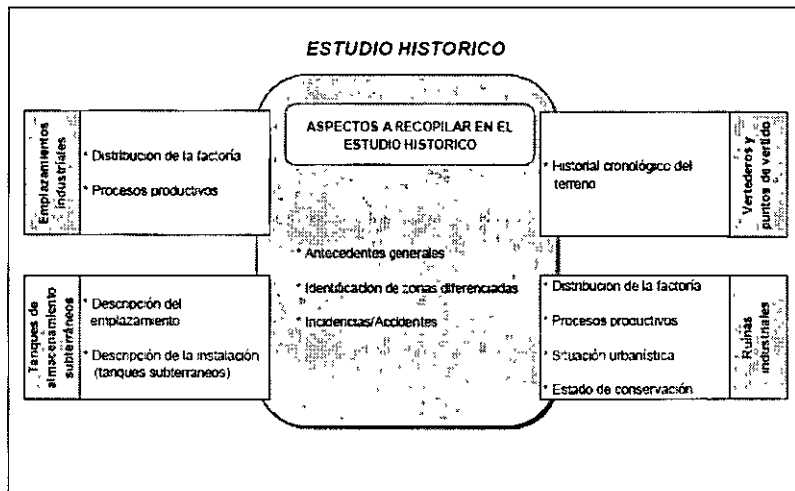 ESTUDIO HISTORICO
ASPECTOS A RECOPILAR EN EL
ESTUDIO HISTORICO
Emplazamientos
industriales
* Distribucion de la factoría
* Procesos productivos
* Historial cronológico del
terreno
Vertederos y
puntos de vertido
* Antecedentes generales
* Identificacion de zonas diferenciadas
* Incidencias/Accidentes
Tanques de
almacenamiento
subterráneos
* Descripción del
emplazamiento
* Descripción de la instalación
(tanques subterraneos)
* Distribucion de la factoría
* Procesos productivos
* Situación urbanística
* Estado de conservación
Ruinas
industriales